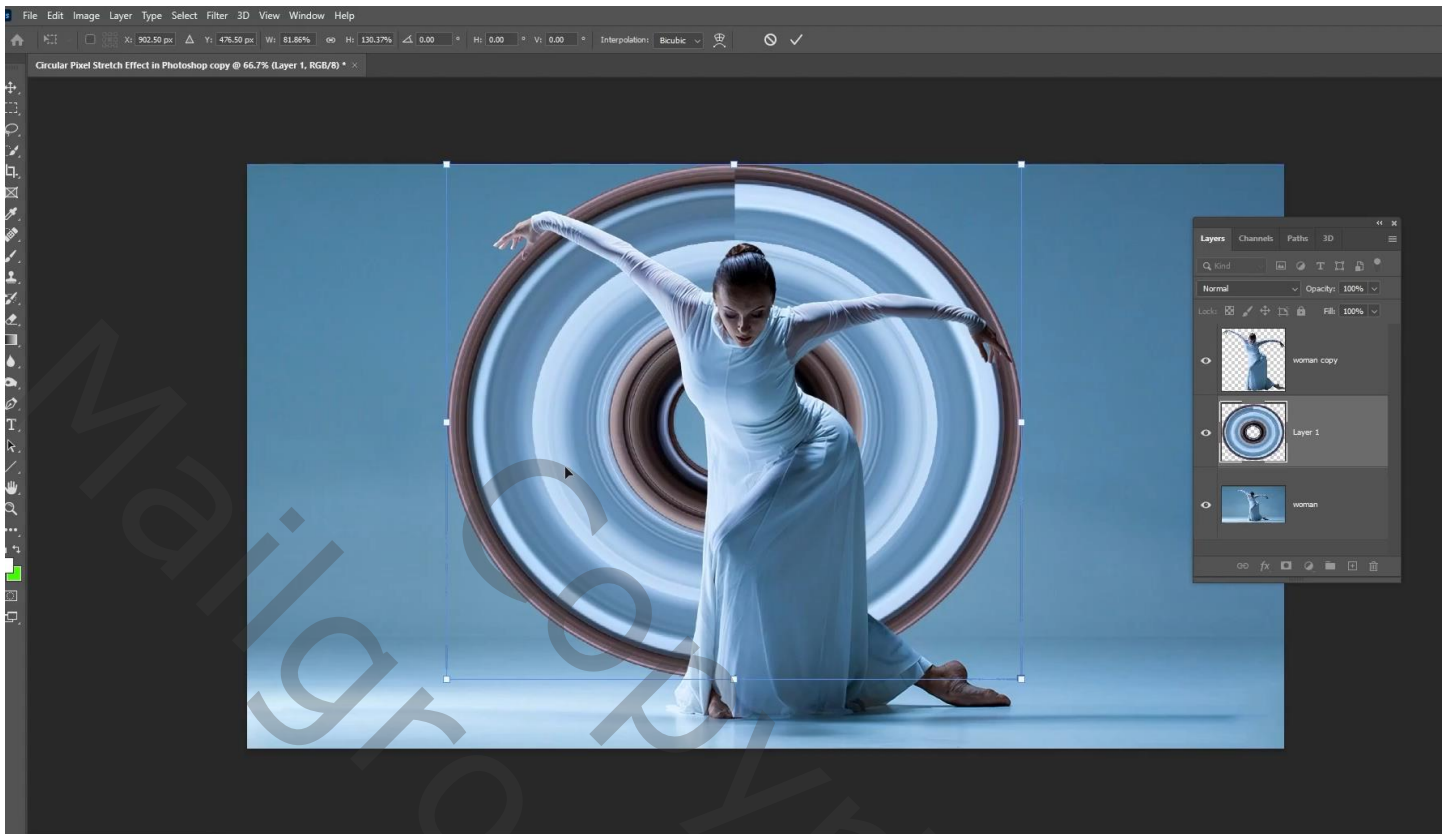 File Edit Image Layer Type Select Filter 3D View Window Help
X: 902.50 px Y: 476.50 px W: 81.86% H: 130.37% 0.00 ° H: 0.00 ° V: 0.00 ° Interpolation: Bicubic
Circular Pixel Stretch Effect in Photoshop copy @ 66.7% (Layer 1, RGB/8) * ×
Layers Channels Paths 3D
Kind
Normal Opacity: 100%
Lock: Fill: 100%
woman copy
Layer 1
woman
fx